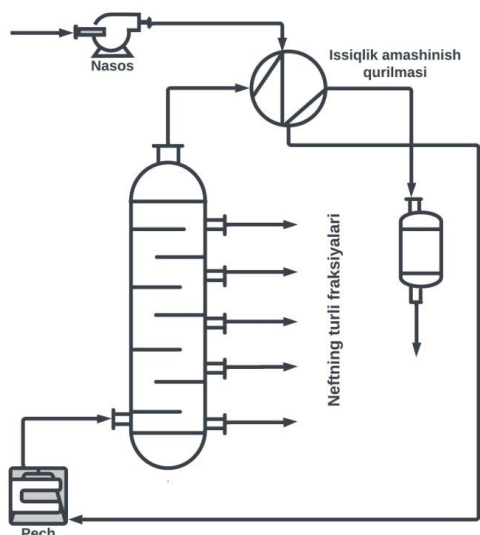 Nasos
Issiqlik amashinish
qurilmasi
Neftning turli fraksiyalari
Pech